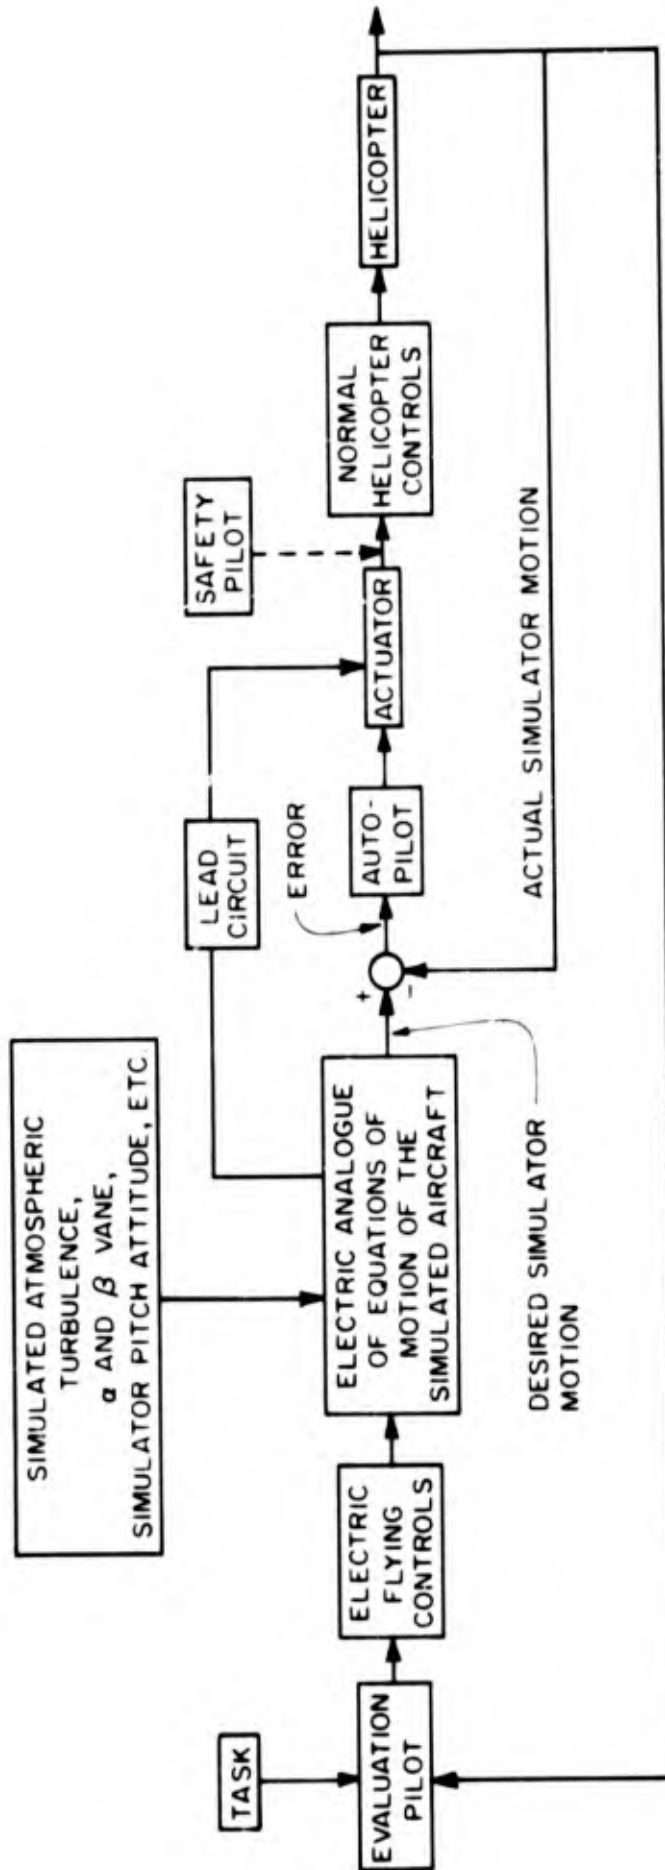 SIMULATED ATMOSPHERIC
TURBULENCE,
α AND β VANE,
SIMULATOR PITCH ATTITUDE, ETC
TASK
LEAD
CIRCUIT
SAFETY
PILOT
EVALUATION
PILOT
ELECTRIC
FLYING
CONTROLS
ELECTRIC ANALOGUE
OF EQUATIONS OF
MOTION OF THE
SIMULATED AIRCRAFT
+
-
ERROR
AUTO-
PILOT
ACTUATOR
NORMAL
HELICOPTER
CONTROLS
HELICOPTER
DESIRED SIMULATOR
MOTION
ACTUAL SIMULATOR MOTION